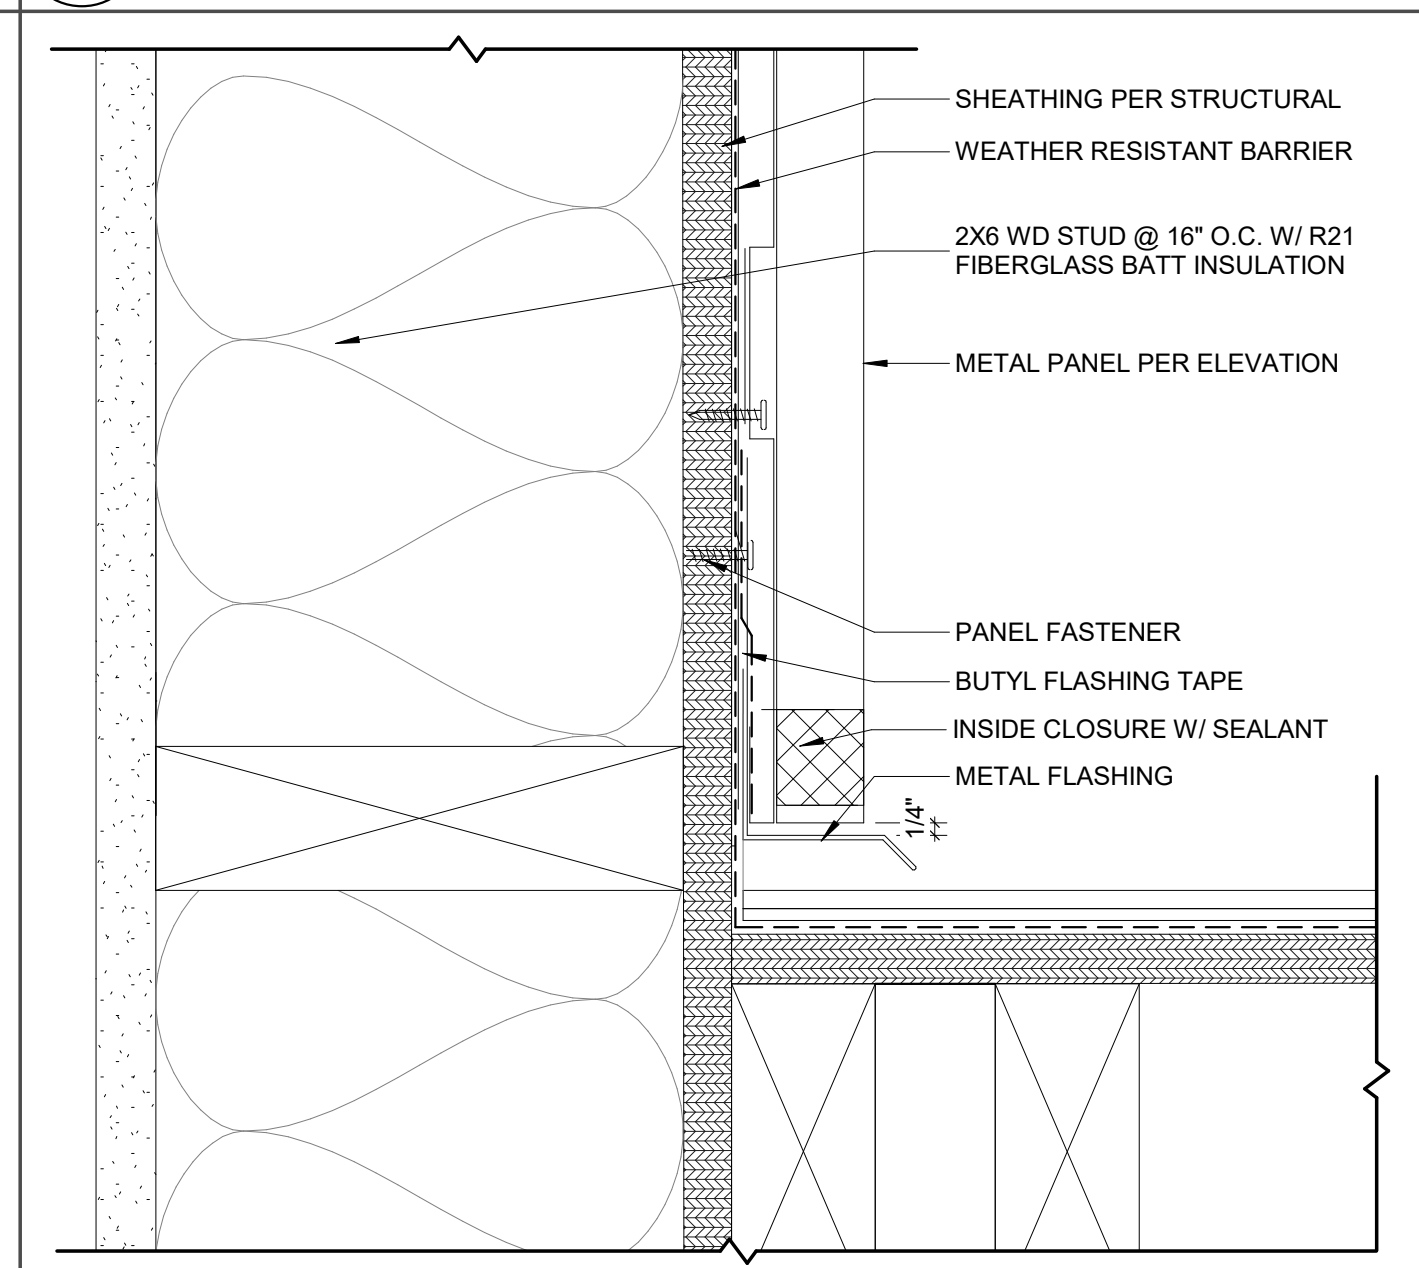 SHEATHING PER STRUCTURAL
WEATHER RESISTANT BARRIER
2X6 WD STUD @ 16" O.C. W/ R21
FIBERGLASS BATT INSULATION
METAL PANEL PER ELEVATION
PANEL FASTENER
BUTYL FLASHING TAPE
INSIDE CLOSURE W/ SEALANT
METAL FLASHING
1/4"